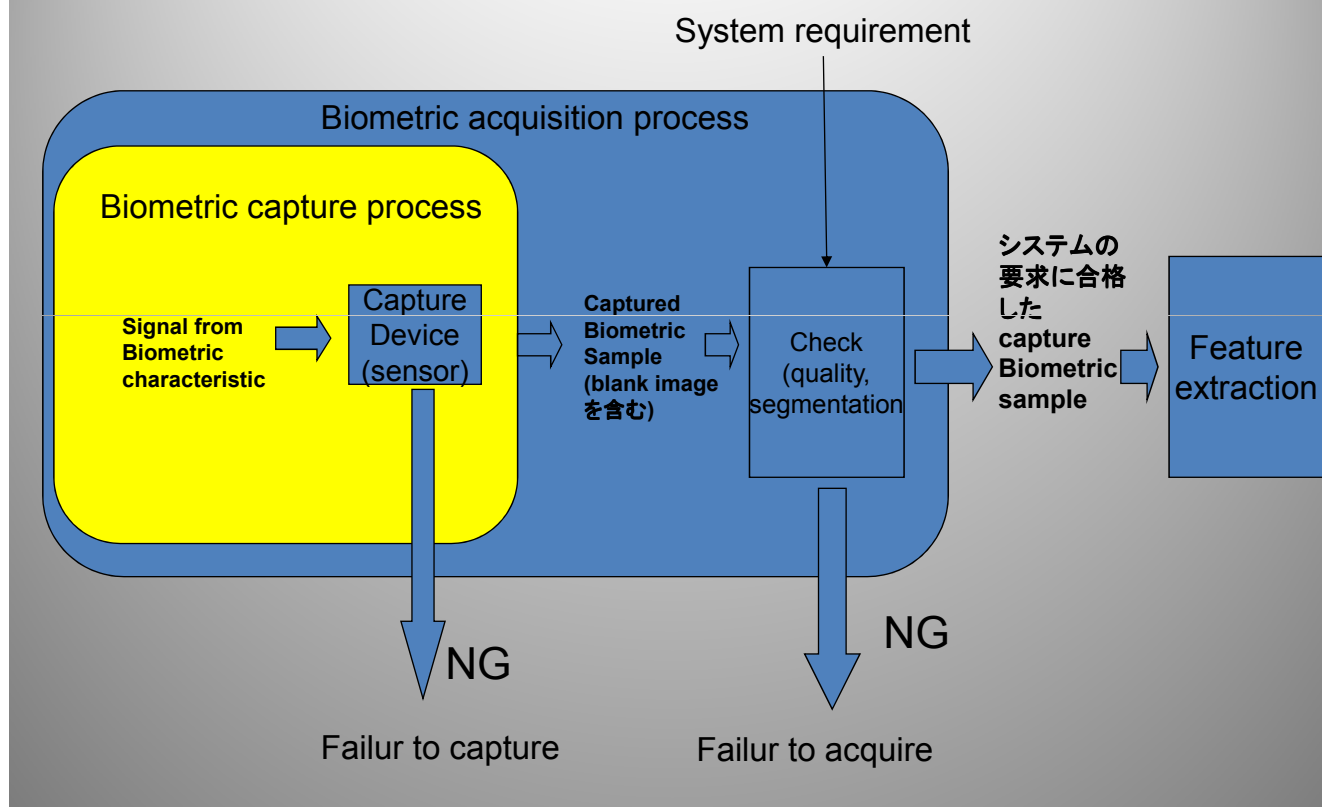 System requirement
Biometric acquisition process
Biometric capture process
Signal from
Biometric
characteristic
Capture
Device
(sensor)
Captured
Biometric
Sample
(blank image
を含む)
Check
(quality,
segmentation
システムの
要求に合格
した
capture
Biometric
sample
Feature
extraction
NG
NG
Failur to capture
Failur to acquire